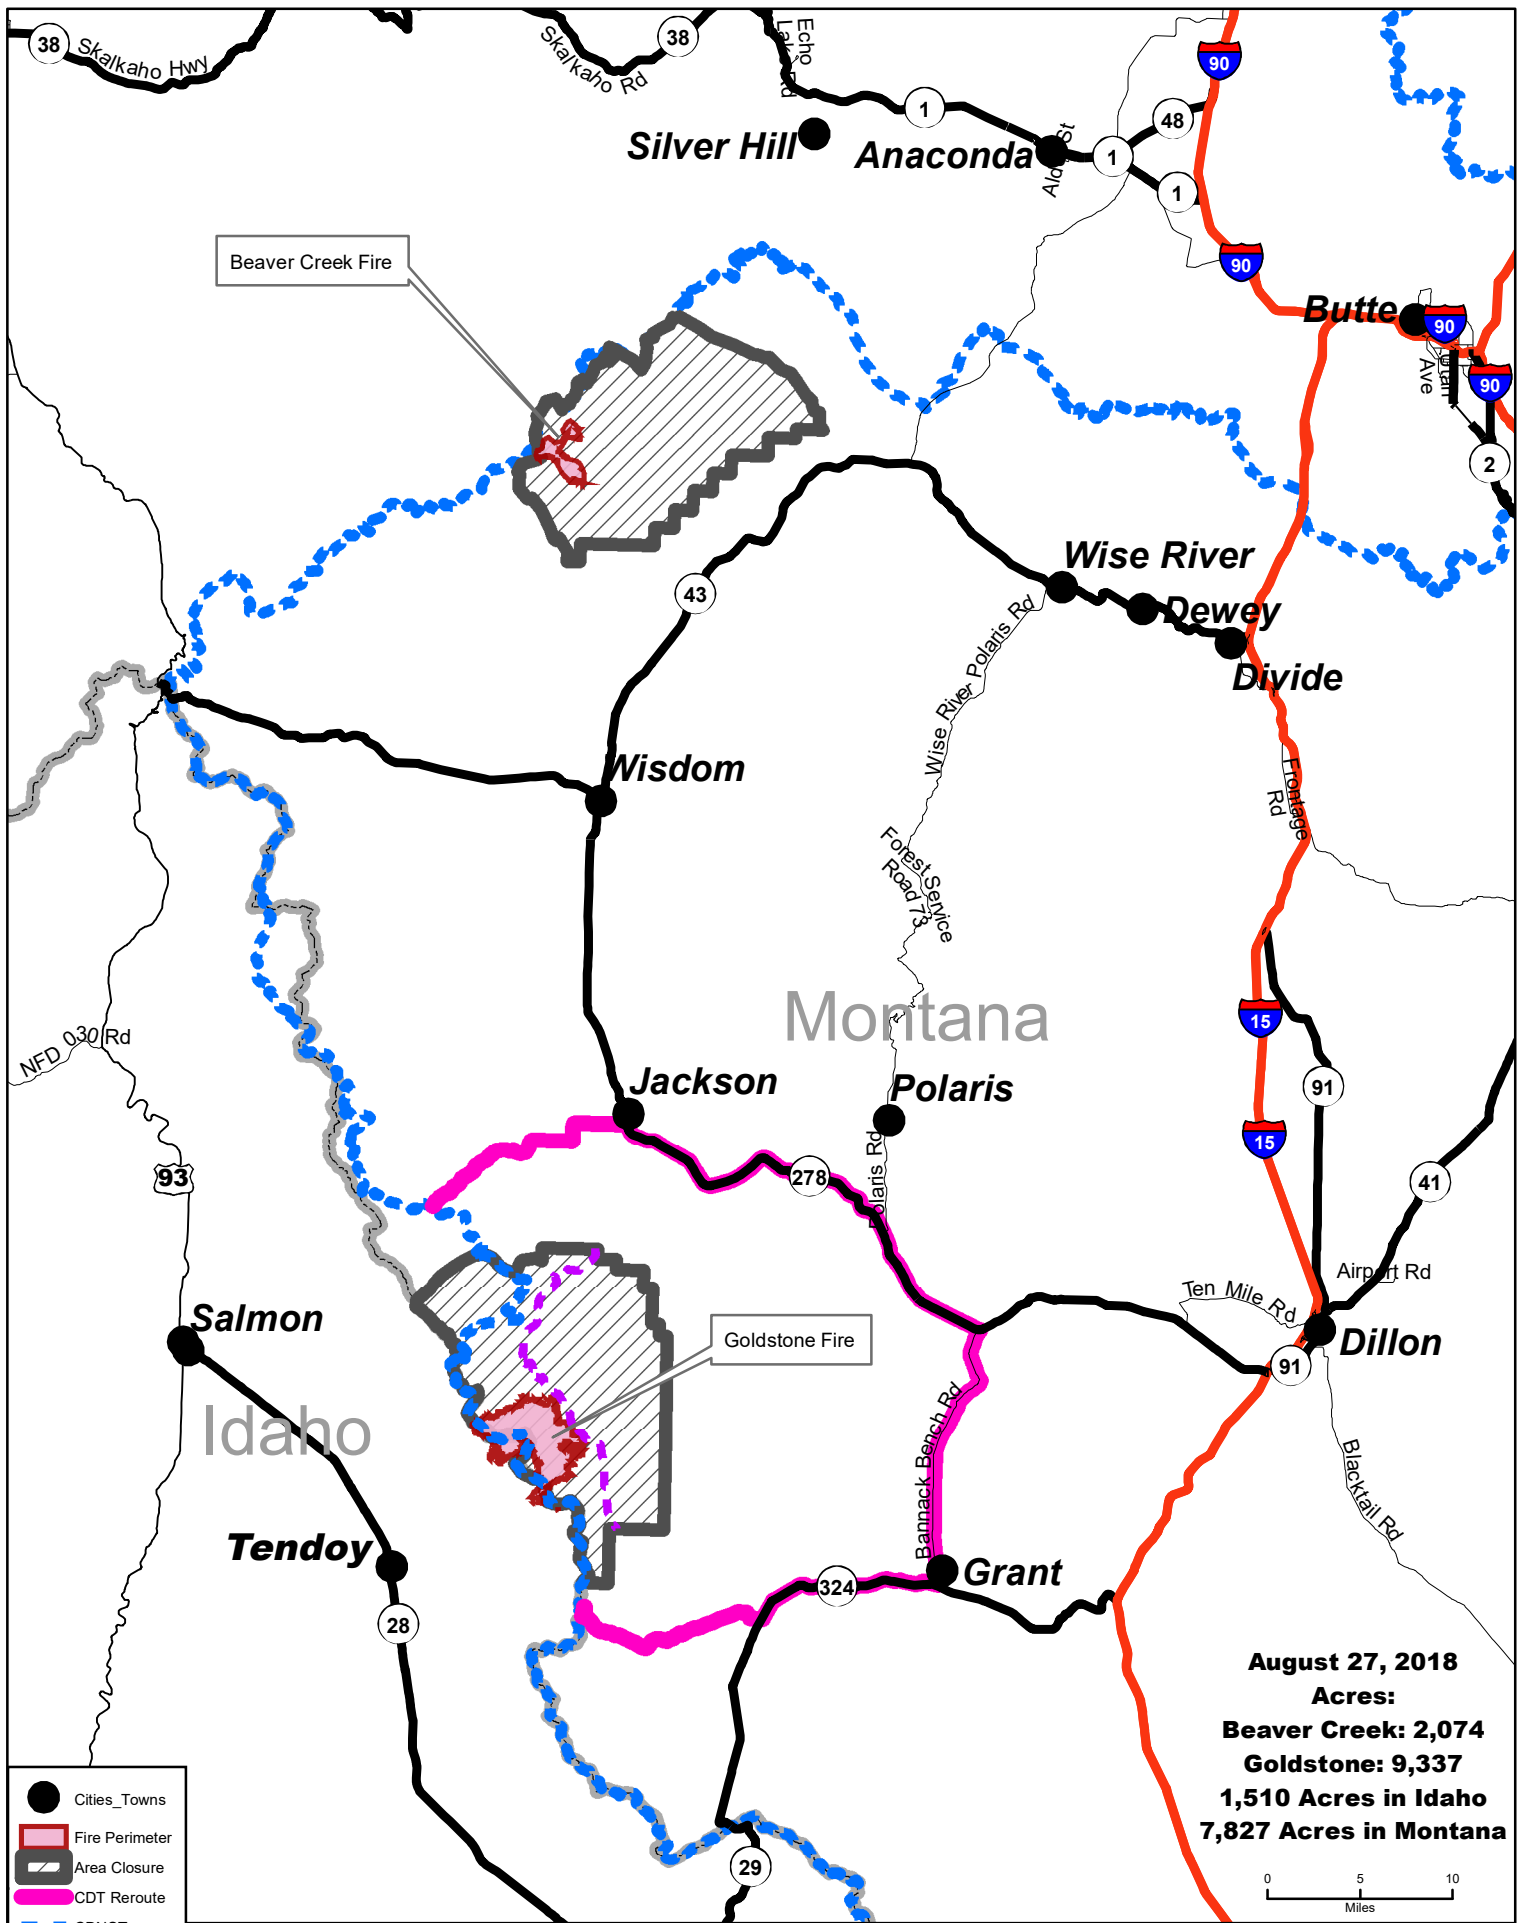 38
Skalkaho Hwy
Skalkaho Rd
38
Echo
Lake Rd
90
1
48
Silver Hill
Anaconda
1
1
90
Beaver Creek Fire
Butte
90
Ave
90
2
Wise River
43
Dewey
Wise River Polaris Rd
Divide
Wisdom
Frontage
Rd
Forest Service
Road 73
Montana
15
NFD 030 Rd
Jackson
Polaris
91
15
93
278
Polaris Rd
41
Airport Rd
Ten Mile Rd
Salmon
Goldstone Fire
Dillon
91
Idaho
Bannack Bench Rd
Blacktail Rd
Tendoy
Grant
324
28
August 27, 2018
Acres:
Beaver Creek: 2,074
Goldstone: 9,337
1,510 Acres in Idaho
7,827 Acres in Montana
29
0 5 10
Miles
Cities_Towns
Fire Perimeter
Area Closure
CDT Reroute